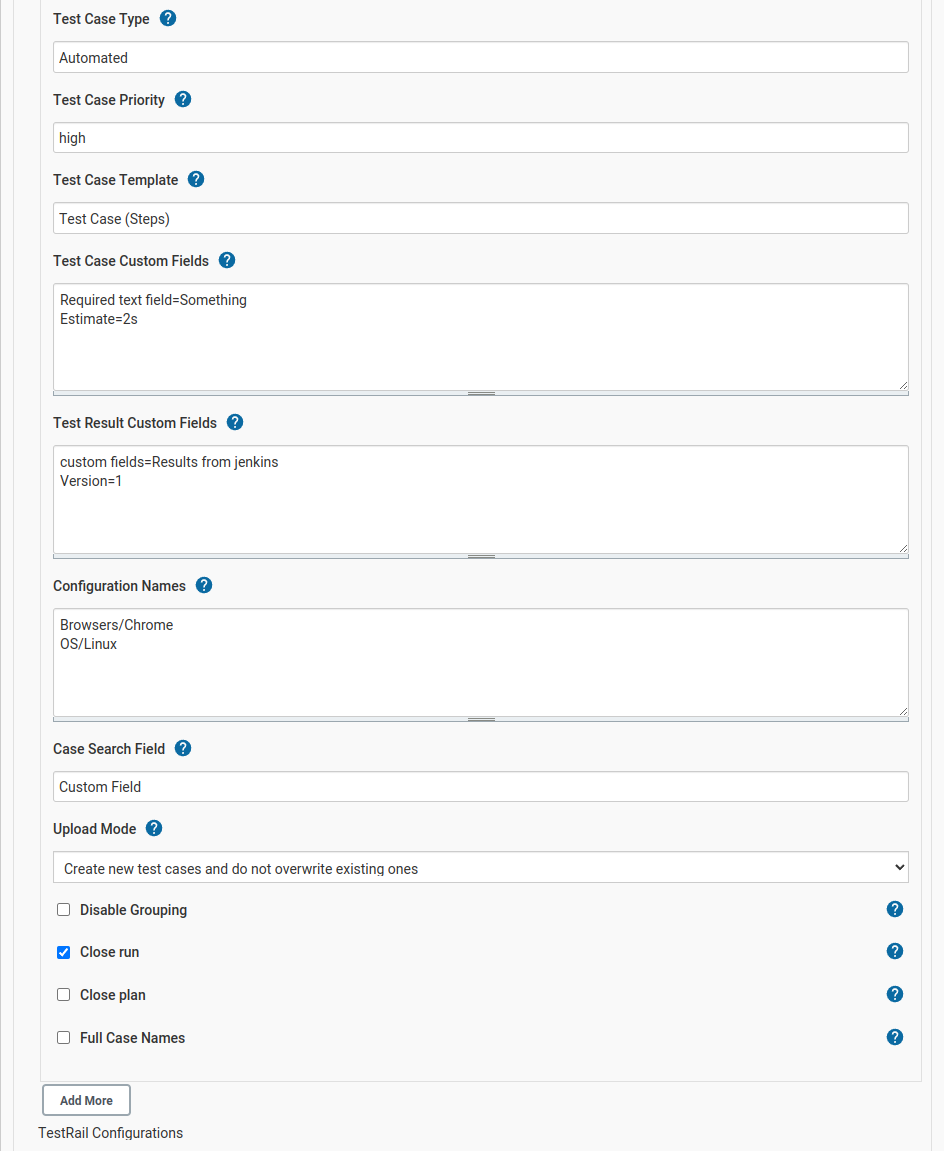 Test Case Type ?
Automated
Test Case Priority ?
high
Test Case Template ?
Test Case (Steps)
Test Case Custom Fields ?
Required text field=Something
Estimate=2s
Test Result Custom Fields ?
custom fields=Results from jenkins
Version=1
Configuration Names ?
Browsers/Chrome
OS/Linux
Case Search Field ?
Custom Field
Upload Mode ?
Create new test cases and do not overwrite existing ones
Disable Grouping ?
Close run ?
Close plan ?
Full Case Names ?
Add More
TestRail Configurations